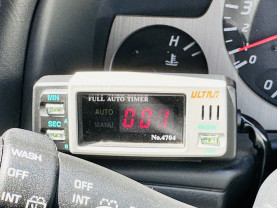 H
ULTRA
MIN
FULL AUTO TIMER
AUTO
001
SEC
MANUAL
No.4704
WASH
OFF
OFF
INT
INT